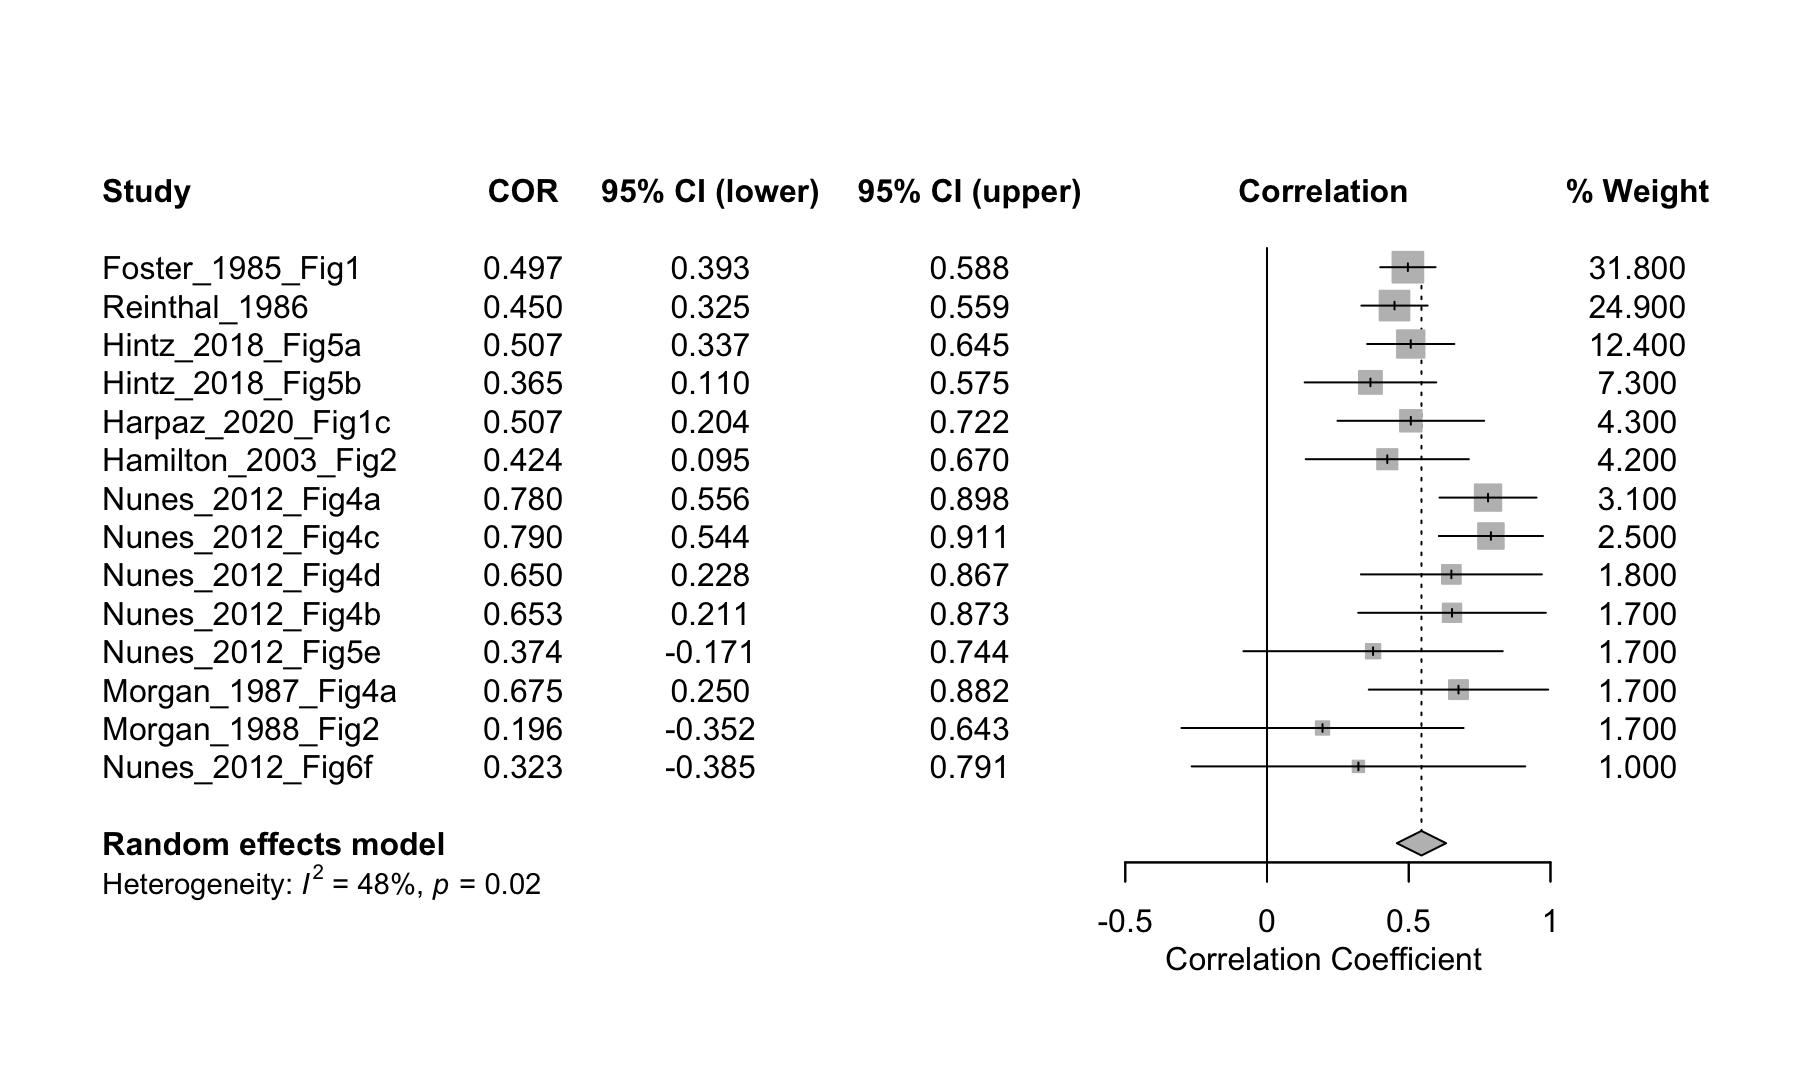 Study COR 95% CI (lower) 95% CI (upper) Correlation % Weight
Foster_1985_Fig1 0.497 0.393 0.588 31.800
Reinthal_1986 0.450 0.325 0.559 24.900
Hintz_2018_Fig5a 0.507 0.337 0.645 12.400
Hintz_2018_Fig5b 0.365 0.110 0.575 7.300
Harpaz_2020_Fig1c 0.507 0.204 0.722 4.300
Hamilton_2003_Fig2 0.424 0.095 0.670 4.200
Nunes_2012_Fig4a 0.780 0.556 0.898 3.100
Nunes_2012_Fig4c 0.790 0.544 0.911 2.500
Nunes_2012_Fig4d 0.650 0.228 0.867 1.800
Nunes_2012_Fig4b 0.653 0.211 0.873 1.700
Nunes_2012_Fig5e 0.374 -0.171 0.744 1.700
Morgan_1987_Fig4a 0.675 0.250 0.882 1.700
Morgan_1988_Fig2 0.196 -0.352 0.643 1.700
Nunes_2012_Fig6f 0.323 -0.385 0.791 1.000
Random effects model
Heterogeneity: I² = 48%, p = 0.02
-0.5 0 0.5 1
Correlation Coefficient